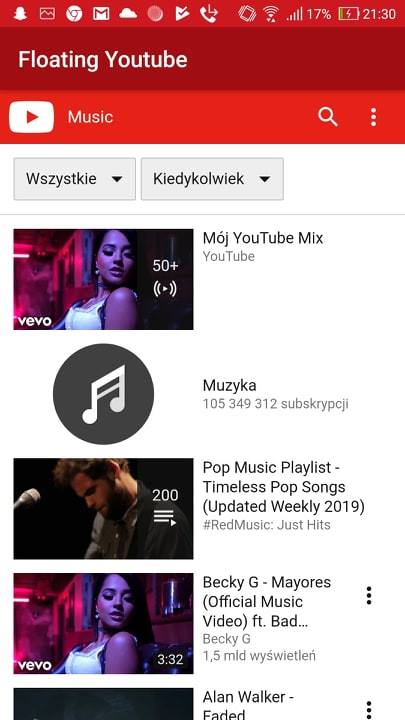 17% 21:30
Floating Youtube
Music
Wszystkie Kiedykolwiek
50+
vevo
Mój YouTube Mix
YouTube
Muzyka
105 349 312 subskrypcji
200
Pop Music Playlist -
Timeless Pop Songs
(Updated Weekly 2019)
#RedMusic: Just Hits
vevo
3:32
Becky G - Mayores
(Official Music
Video) ft. Bad...
Becky G
1,5 mld wyświetleń
Alan Walker -
Faded